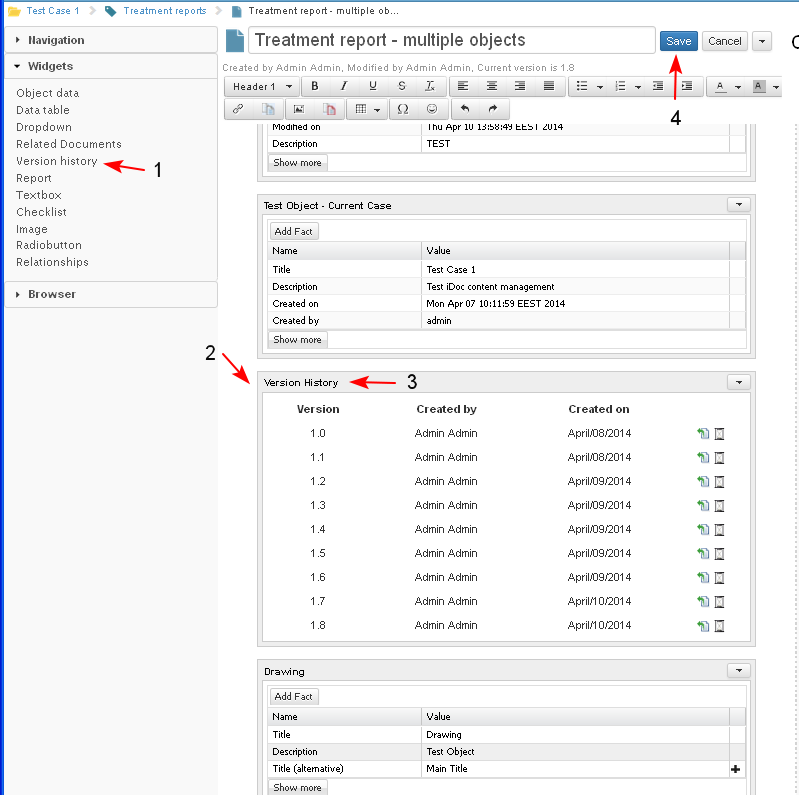 Test Case 1 Treatment reports Treatment report - multiple ob...
Navigation
Widgets
Object data
Data table
Dropdown
Related Documents
Version history
Report
Textbox
Checklist
Image
Radiobutton
Relationships
Browser
1
Treatment report - multiple objects Save Cancel
Created by Admin Admin, Modified by Admin Admin, Current version is 1.8
Header 1 B I U S Tx A A
Ω
4
Modified on Thu Apr 10 13:58:49 EEST 2014
Description TEST
Show more
Test Object - Current Case
Add Fact
Name Value
Title Test Case 1
Description Test iDoc content management
Created on Mon Apr 07 10:11:59 EEST 2014
Created by admin
Show more
2
Version History 3
Version Created by Created on
1.0 Admin Admin April/08/2014
1.1 Admin Admin April/08/2014
1.2 Admin Admin April/09/2014
1.3 Admin Admin April/09/2014
1.4 Admin Admin April/09/2014
1.5 Admin Admin April/09/2014
1.6 Admin Admin April/09/2014
1.7 Admin Admin April/10/2014
1.8 Admin Admin April/10/2014
Drawing
Add Fact
Name Value
Title Drawing
Description Test Object
Title (alternative) Main Title
Show more